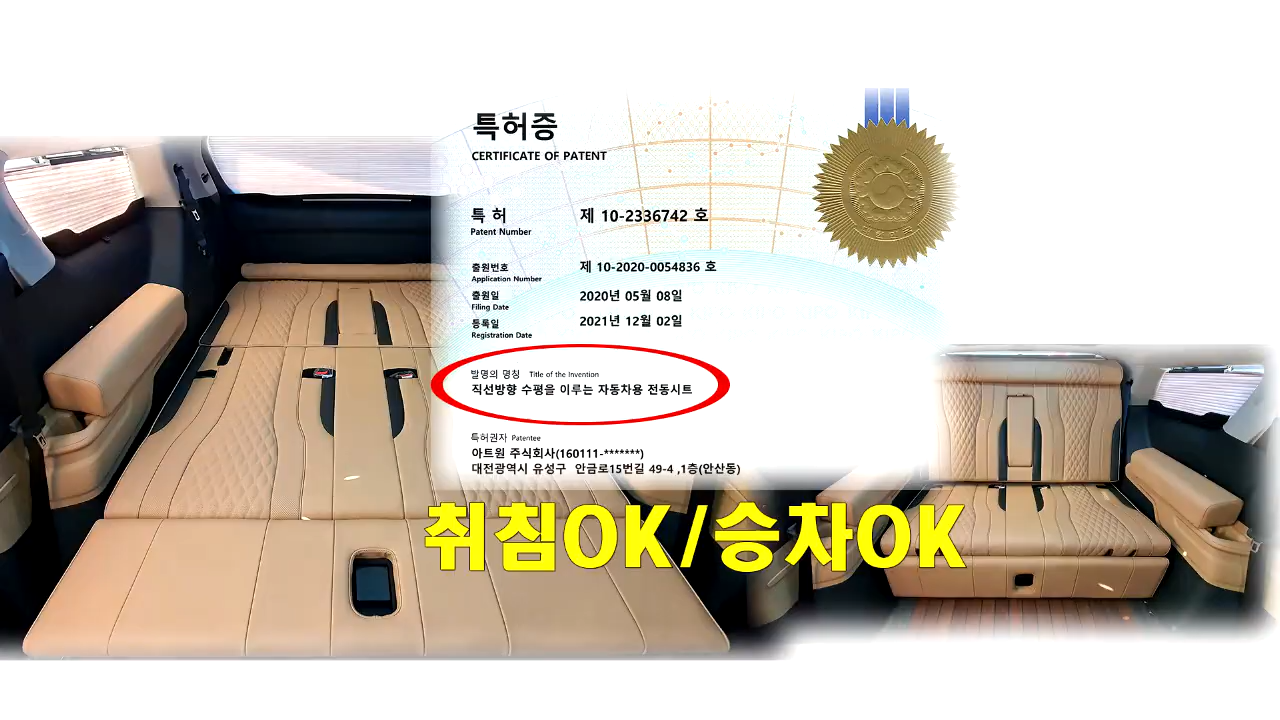 특허증
CERTIFICATE OF PATENT
특 허 제 10-2336742 호
Patent Number
출원번호 제 10-2020-0054836 호
Application Number
출원일 2020년 05월 08일
Filing Date
등록일 2021년 12월 02일
Registration Date
발명의 명칭 Title of the Invention
직선방향 수평을 이루는 자동차용 전동시트
특허권자 Patentee
아트원 주식회사(160111-*******)
대전광역시 유성구 안금로15번길 49-4 ,1층(안산동)
취침OK/승차OK